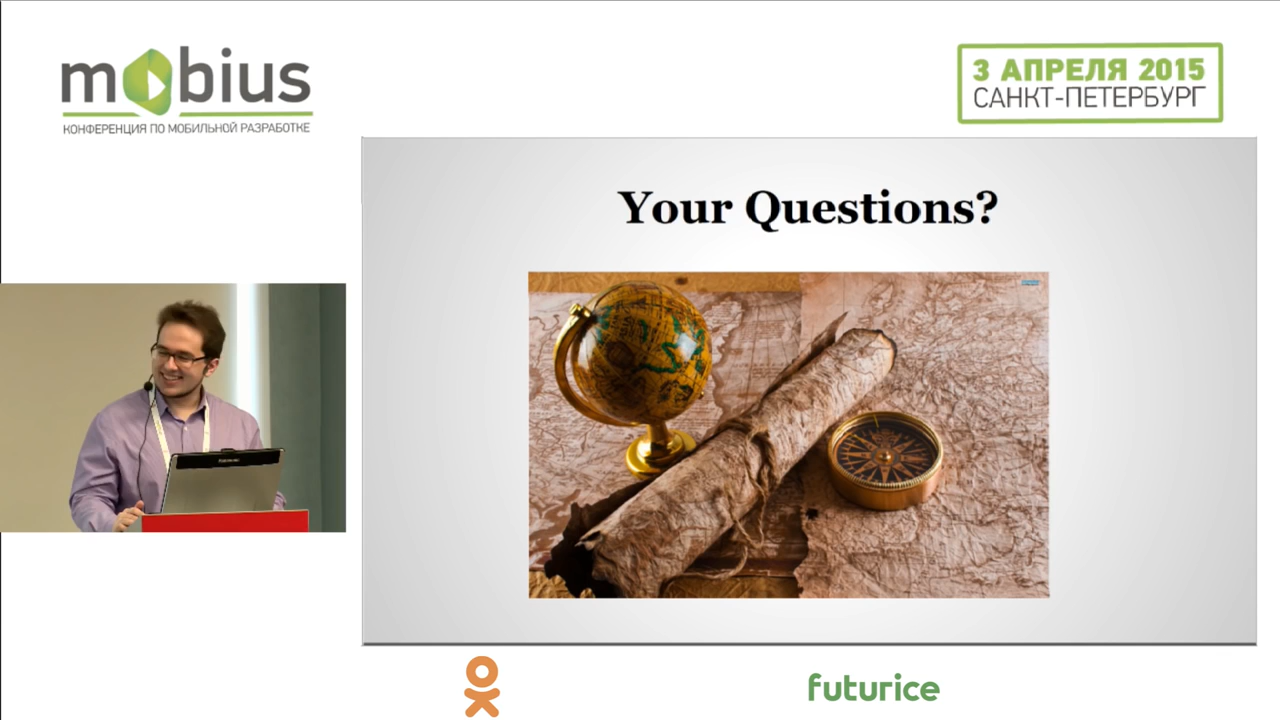 mobius
КОНФЕРЕНЦИЯ ПО МОБИЛЬНОЙ РАЗРАБОТКЕ
3 АПРЕЛЯ 2015
САНКТ-ПЕТЕРБУРГ
Your Questions?
futurice